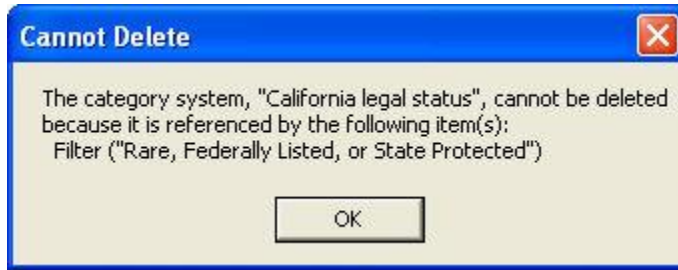 Cannot Delete
The category system, "California legal status", cannot be deleted
because it is referenced by the following item(s):
Filter ("Rare, Federally Listed, or State Protected")
OK